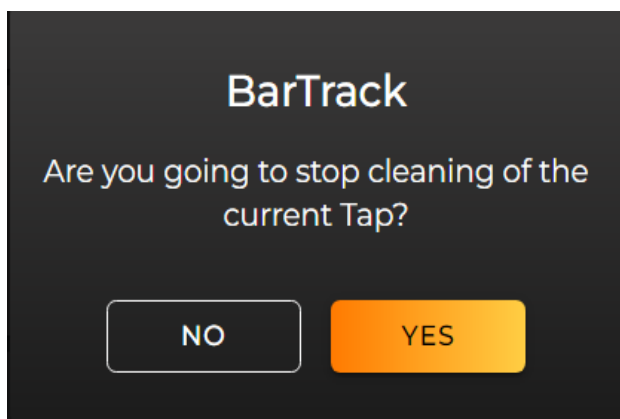 BarTrack
Are you going to stop cleaning of the
current Tap?
NO
YES